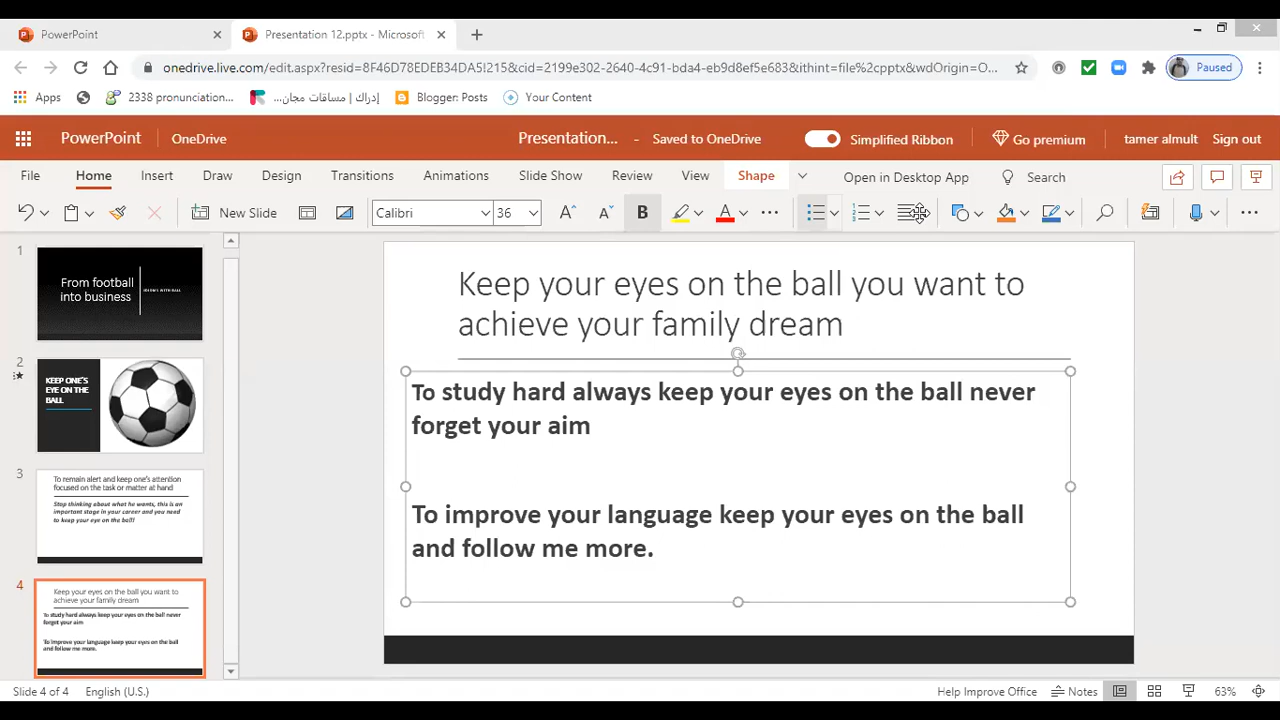 PowerPoint
Presentation 12.pptx - Microsoft
onedrive.live.com/edit.aspx?resid=8F46D78EDEB34DA5!5215&cid=2199e302-2640-4c91-bda4-eb9d8ef5e683&ithint=file%2cpptx&wdOrigin=O...
Paused
Apps
2338 pronunciation...
إدراك | مساقات مجان...
Blogger: Posts
Your Content
PowerPoint
OneDrive
Presentation...
- Saved to OneDrive
Simplified Ribbon
Go premium
tamer almult
Sign out
File
Home
Insert
Draw
Design
Transitions
Animations
Slide Show
Review
View
Shape
Open in Desktop App
Search
New Slide
Calibri
36
B
A
1
From football
into business
IDIOMS WITH BALL
2
KEEP ONE'S
EYE ON THE
BALL
3
To remain alert and keep one's attention
focused on the task or matter at hand
Stop thinking about what he wants, this is an
important stage in your career and you need
to keep your eye on the ball!
4
Keep your eyes on the ball you want to
achieve your family dream
To study hard always keep your eyes on the ball never
forget your aim
To improve your language keep your eyes on the ball
and follow me more.
Keep your eyes on the ball you want to
achieve your family dream
To study hard always keep your eyes on the ball never
forget your aim
To improve your language keep your eyes on the ball
and follow me more.
Slide 4 of 4
English (U.S.)
Help Improve Office
Notes
63%